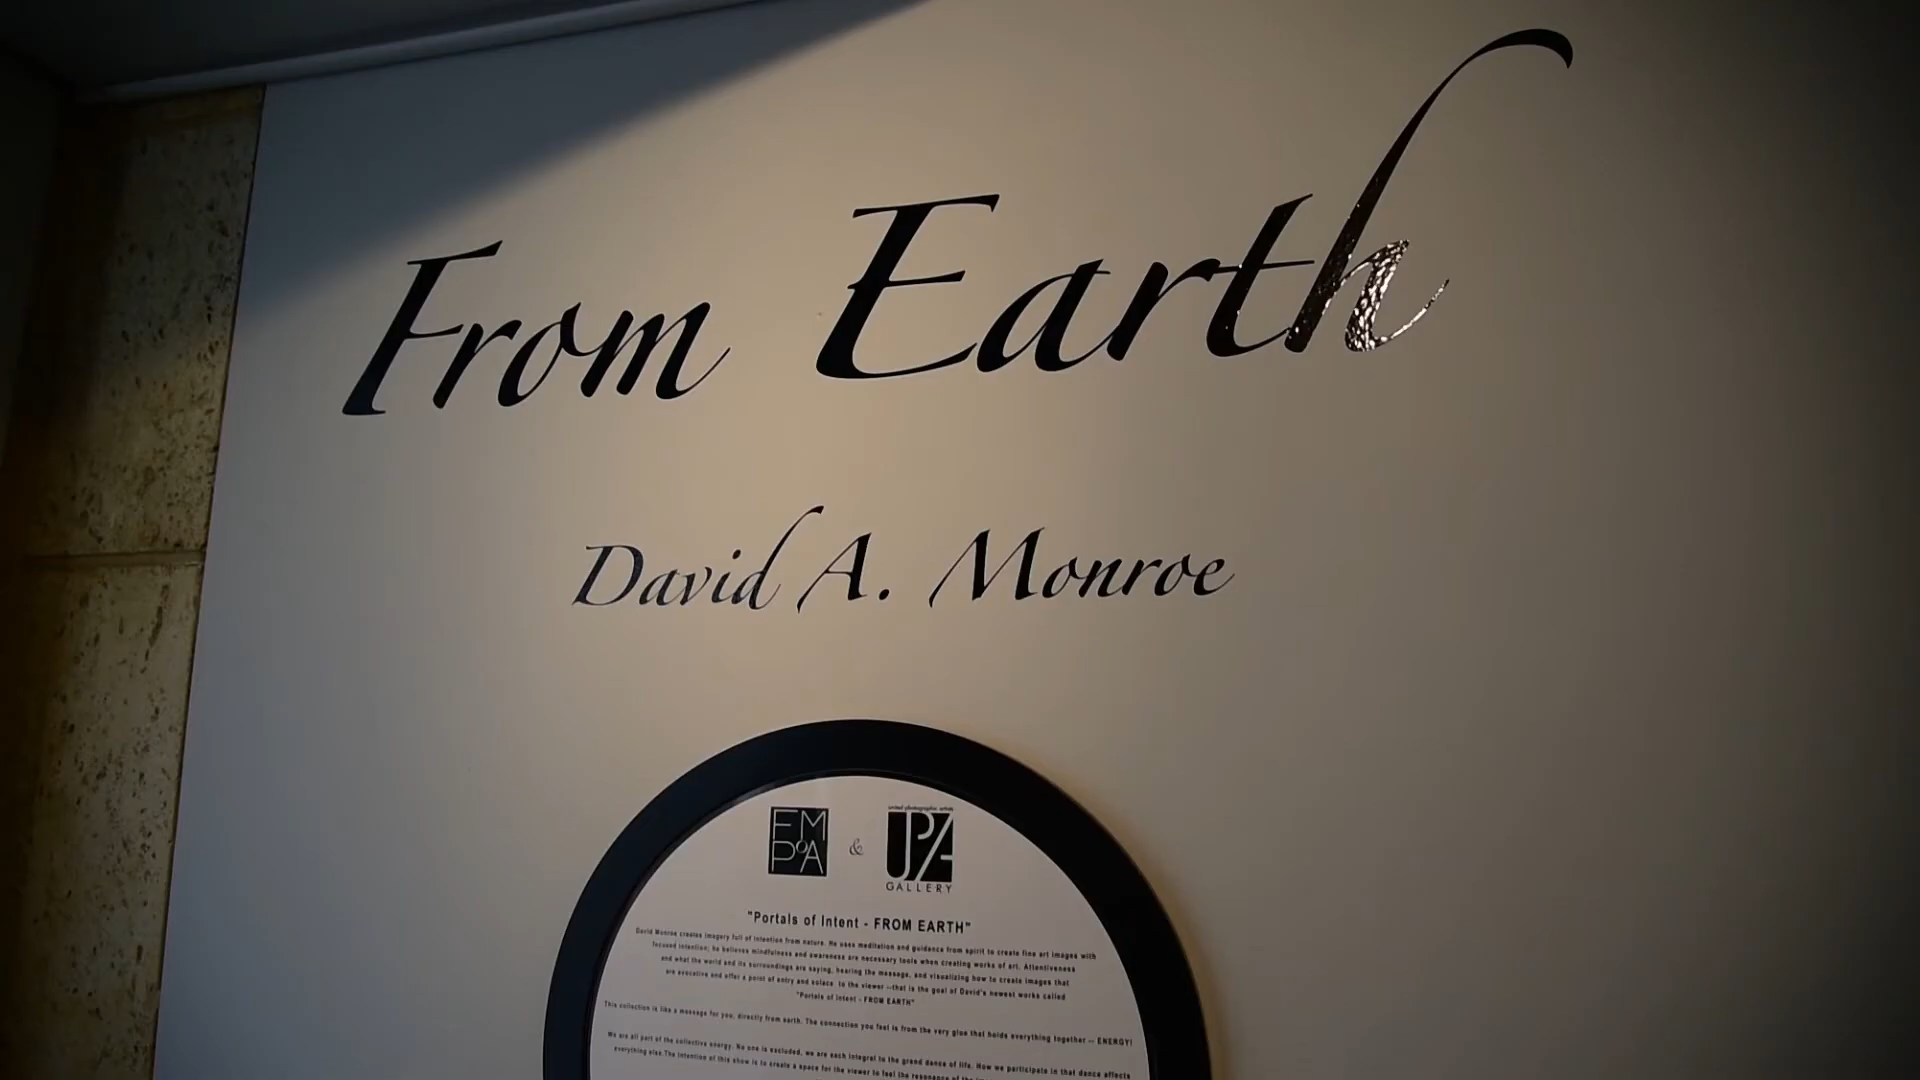 From Earth
David A. Monroe
FM
PoA
&
united photographic artists
UPA
GALLERY
"Portals of Intent - FROM EARTH"
David Monroe creates imagery full of intention from nature. He uses meditation and guidance from spirit to create fine art images with
focused intention; he believes mindfulness and awareness are necessary tools when creating works of art. Attentiveness
and what the world and its surroundings are saying, hearing the message, and visualizing how to create images that
are evocative and offer a point of entry and solace to the viewer --that is the goal of David's newest works called
"Portals of Intent - FROM EARTH"
This collection is like a message for you, directly from earth. The connection you feel is from the very glue that holds everything together -- ENERGY!
We are all part of the collective energy. No one is excluded, we are each integral to the grand dance of life. How we participate in that dance affects
everything else.The intention of this show is to create a space for the viewer to feel the resonance of the